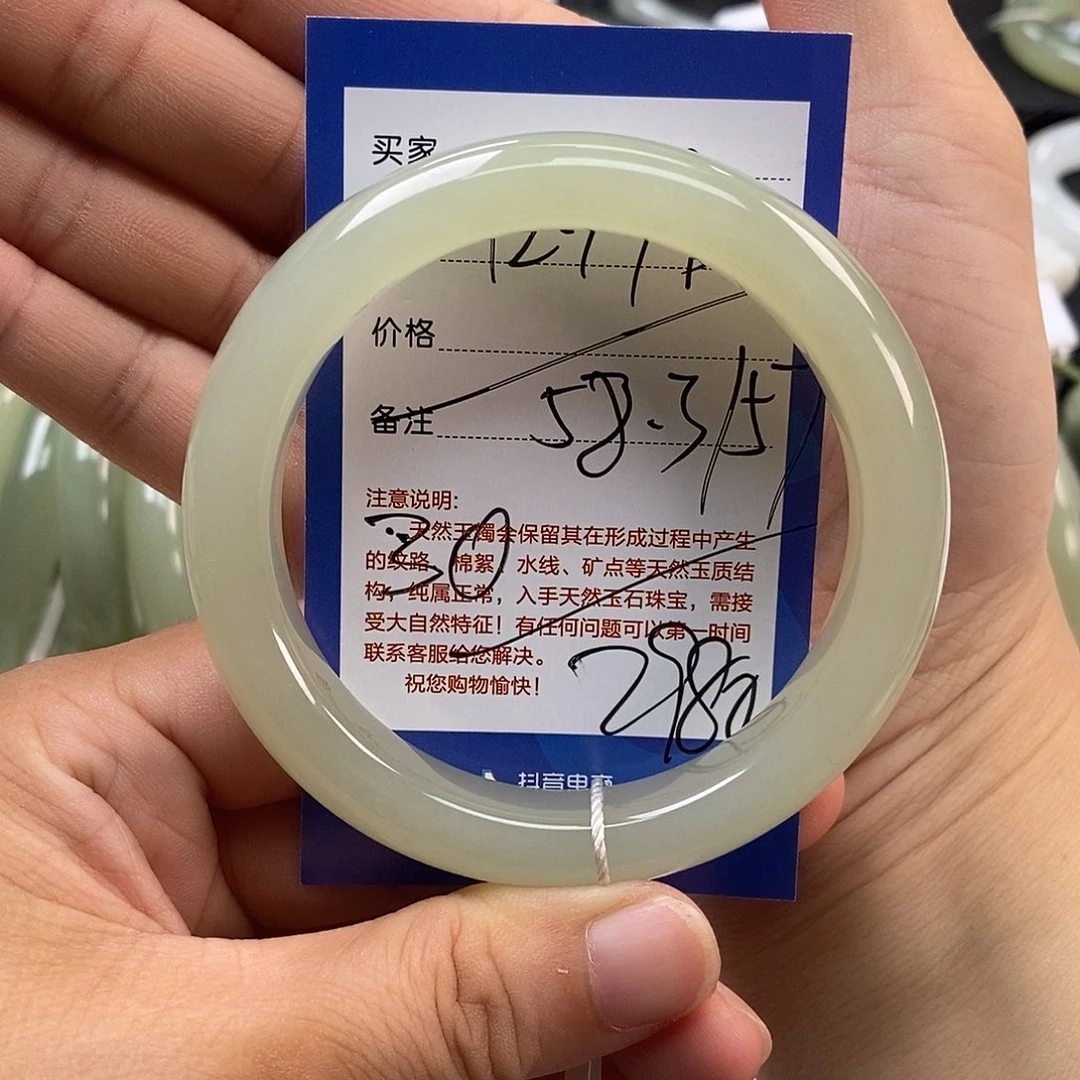 买家
价格
备注 58.3/5
注意说明:
天然玉镯会保留其在形成过程中产生
的纹路、棉絮、水线、矿点等天然玉质结
构，纯属正常，入手天然玉石珠宝，需接
受大自然特征！有任何问题可以第一时间
联系客服给您解决。
30
祝您购物愉快！
298
抖音电商